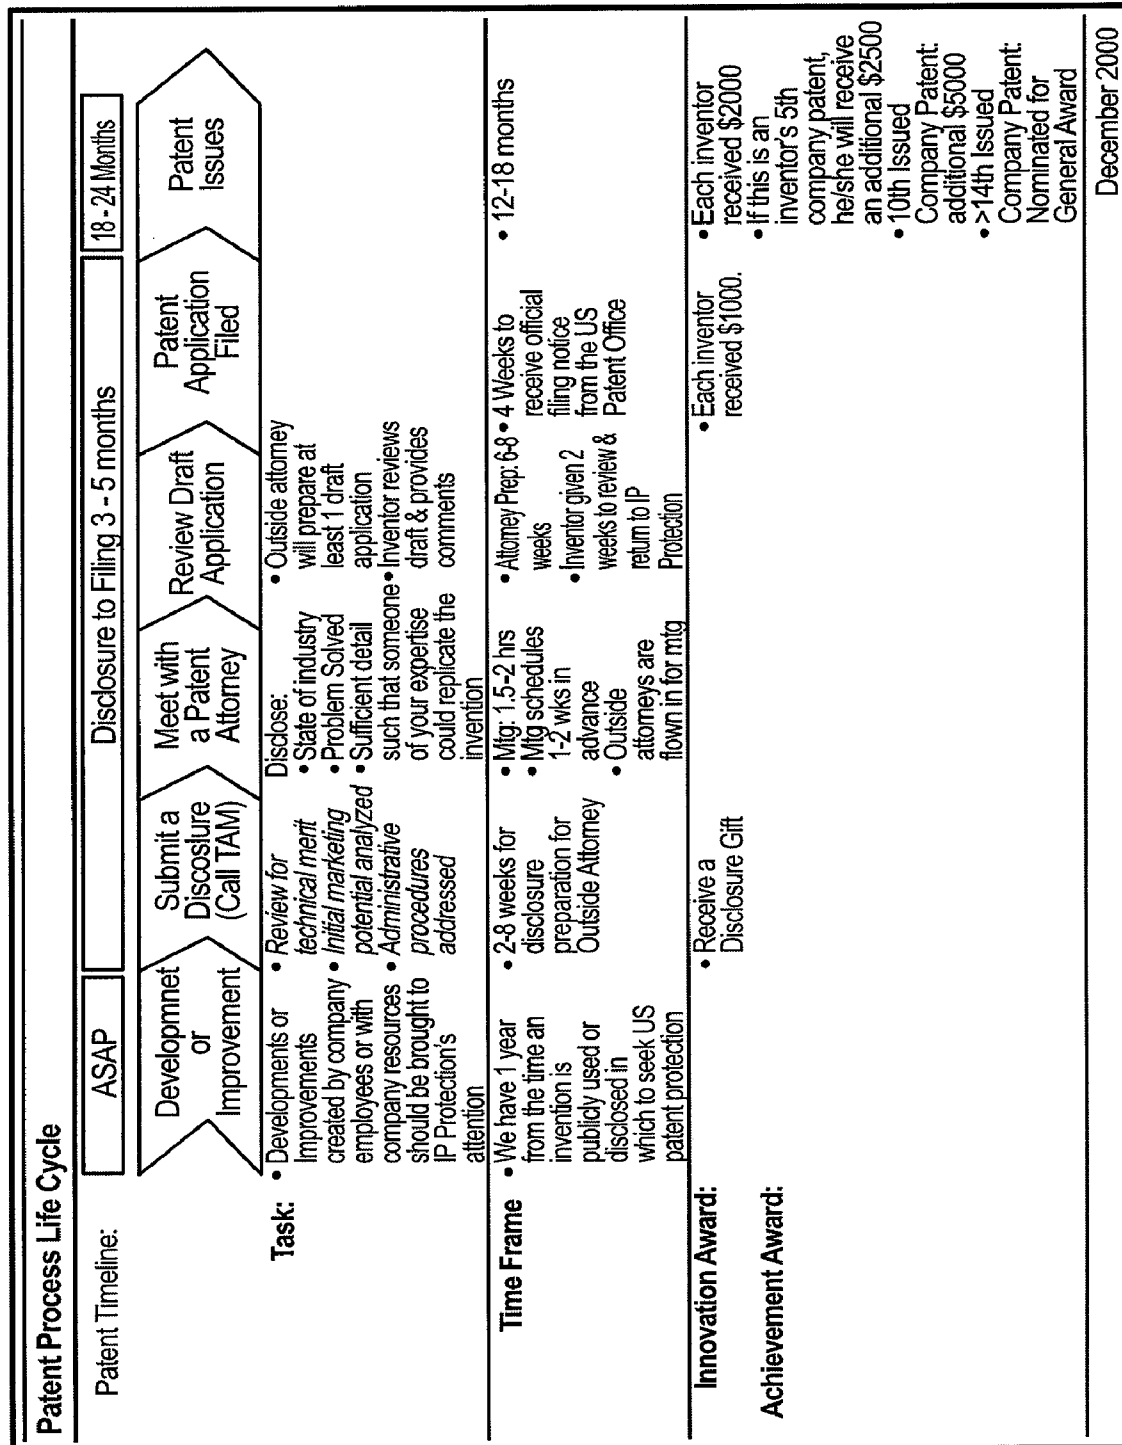 Patent Process Life Cycle
Patent Timeline:
ASAP
Disclosure to Filing 3 - 5 months
18 - 24 Months
Developmnet
or
Improvement
Submit a
Discoslure
(Call TAM)
Meet with
a Patent
Attorney
Review Draft
Application
Patent
Application
Filed
Patent
Issues
Task:
• Developments or
Improvements
created by company
employees or with
company resources
should be brought to
IP Protection's
attention
• Review for
technical merit
• Initial marketing
potential analyzed
• Administrative
procedures
addressed
Disclose:
• State of industry
• Problem Solved
• Sufficient detail
such that someone
of your expertise
could replicate the
invention
• Outside attorney
will prepare at
least 1 draft
application
• Inventor reviews
draft & provides
comments
Time Frame
• We have 1 year
from the time an
invention is
publicly used or
disclosed in
which to seek US
patent protection
• 2-8 weeks for
disclosure
preparation for
Outside Attorney
• Mtg: 1.5-2 hrs
• Mtg schedules
1-2 wks in
advance
• Outside
attorneys are
flown in for mtg
• Attorney Prep: 6-8
weeks
• Inventor given 2
weeks to review &
return to IP
Protection
• 4 Weeks to
receive official
filing notice
from the US
Patent Office
• 12-18 months
Innovation Award:
Achievement Award:
• Receive a
Disclosure Gift
• Each inventor
received $1000.
• Each inventor
received $2000
• If this is an
inventor's 5th
company patent,
he/she will receive
an additional $2500
• 10th Issued
Company Patent:
additional $5000
• >14th Issued
Company Patent:
Nominated for
General Award
December 2000